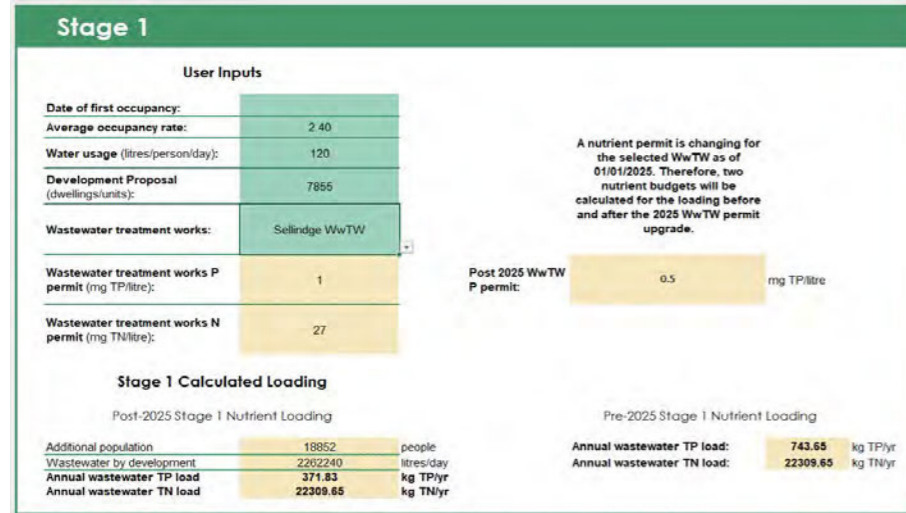 Stage 1
User Inputs
Date of first occupancy:
Average occupancy rate: 2.40
Water usage (litres/person/day): 120
Development Proposal
(dwellings/units): 7855
Wastewater treatment works: Sellindge WwTW
Wastewater treatment works P
permit (mg TP/litre): 1
Wastewater treatment works N
permit (mg TN/litre): 27
A nutrient permit is changing for
the selected WwTW as of
01/01/2025. Therefore, two
nutrient budgets will be
calculated for the loading before
and after the 2025 WwTW permit
upgrade.
Post 2025 WwTW
P permit: 0.5 mg TP/litre
Stage 1 Calculated Loading
Post-2025 Stage 1 Nutrient Loading
Additional population 18852 people
Wastewater by development 2262240 litres/day
Annual wastewater TP load 371.83 kg TP/yr
Annual wastewater TN load 22309.65 kg TN/yr
Pre-2025 Stage 1 Nutrient Loading
Annual wastewater TP load: 743.65 kg TP/yr
Annual wastewater TN load: 22309.65 kg TN/yr